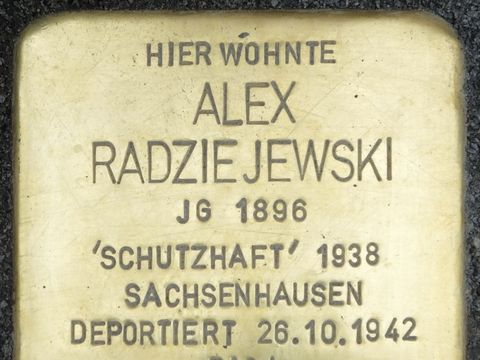 HIER WOHNTE
ALEX
RADZIEJEWSKI
JG 1896
'SCHUTZHAFT' 1938
SACHSENHAUSEN
DEPORTIERT 26.10.1942